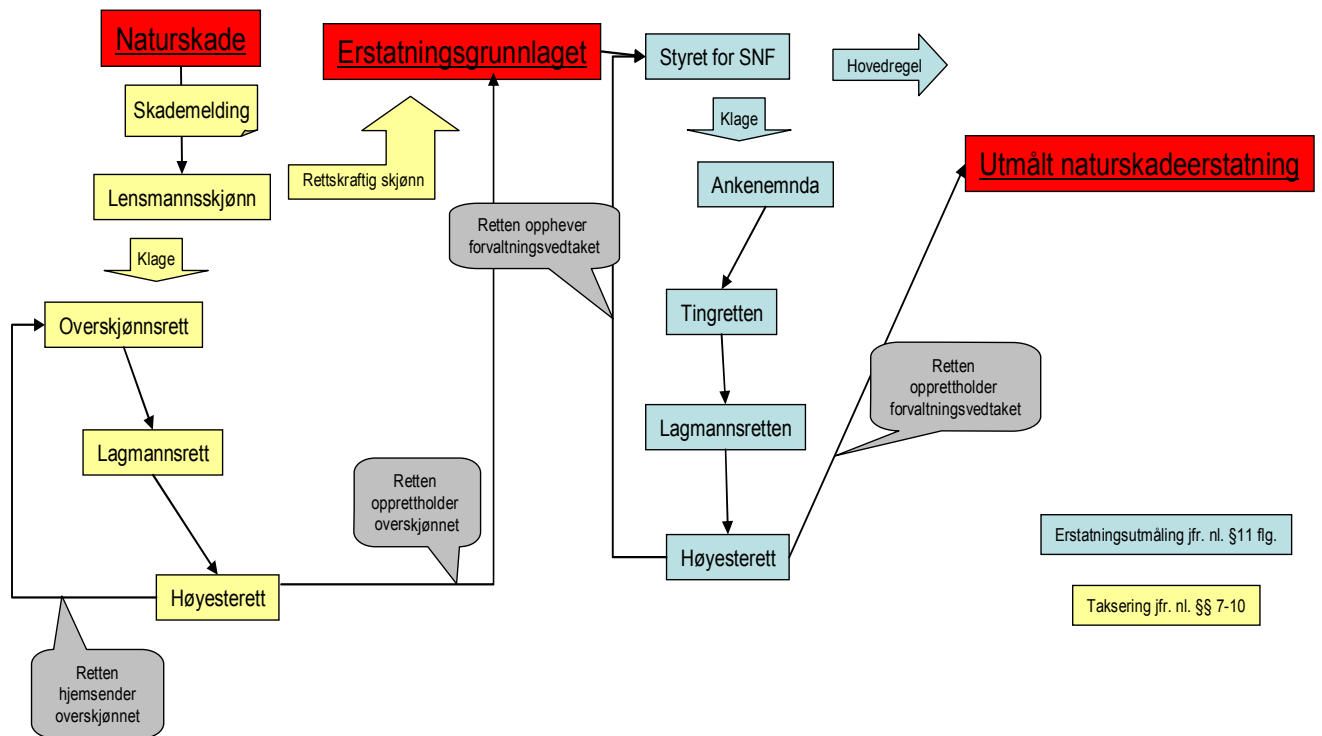 Naturskade
Skademelding
Lensmannsskjønn
Klage
Overskjønnsrett
Lagmannsrett
Høyesterett
Retten
hjemsender
overskjønnet
Rettskraftig skjønn
Retten
opprettholder
overskjønnet
Erstatningsgrunnlaget
Styret for SNF
Hovedregel
Klage
Ankenemnda
Retten opphever
forvaltningsvedtaket
Tingretten
Lagmannsretten
Høyesterett
Retten
opprettholder
forvaltningsvedtaket
Utmålt naturskadeerstatning
Erstatningsutmåling jfr. nl. §11 flg.
Taksering jfr. nl. §§ 7-10